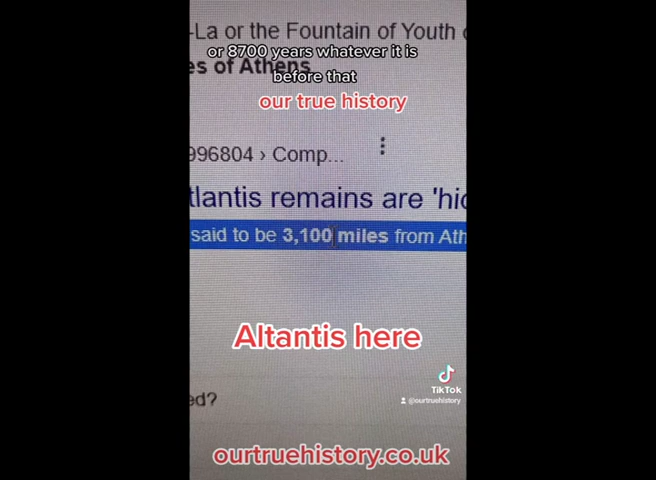 -La or the Fountain of Youth
or 8700 years whatever it is
es of Athens
before that
our true history
996804 › Comp...
tlantis remains are 'hid
said to be 3,100 miles from Ath
Altantis here
TikTok
@ourtruehistory
ed?
ourtruehistory.co.uk